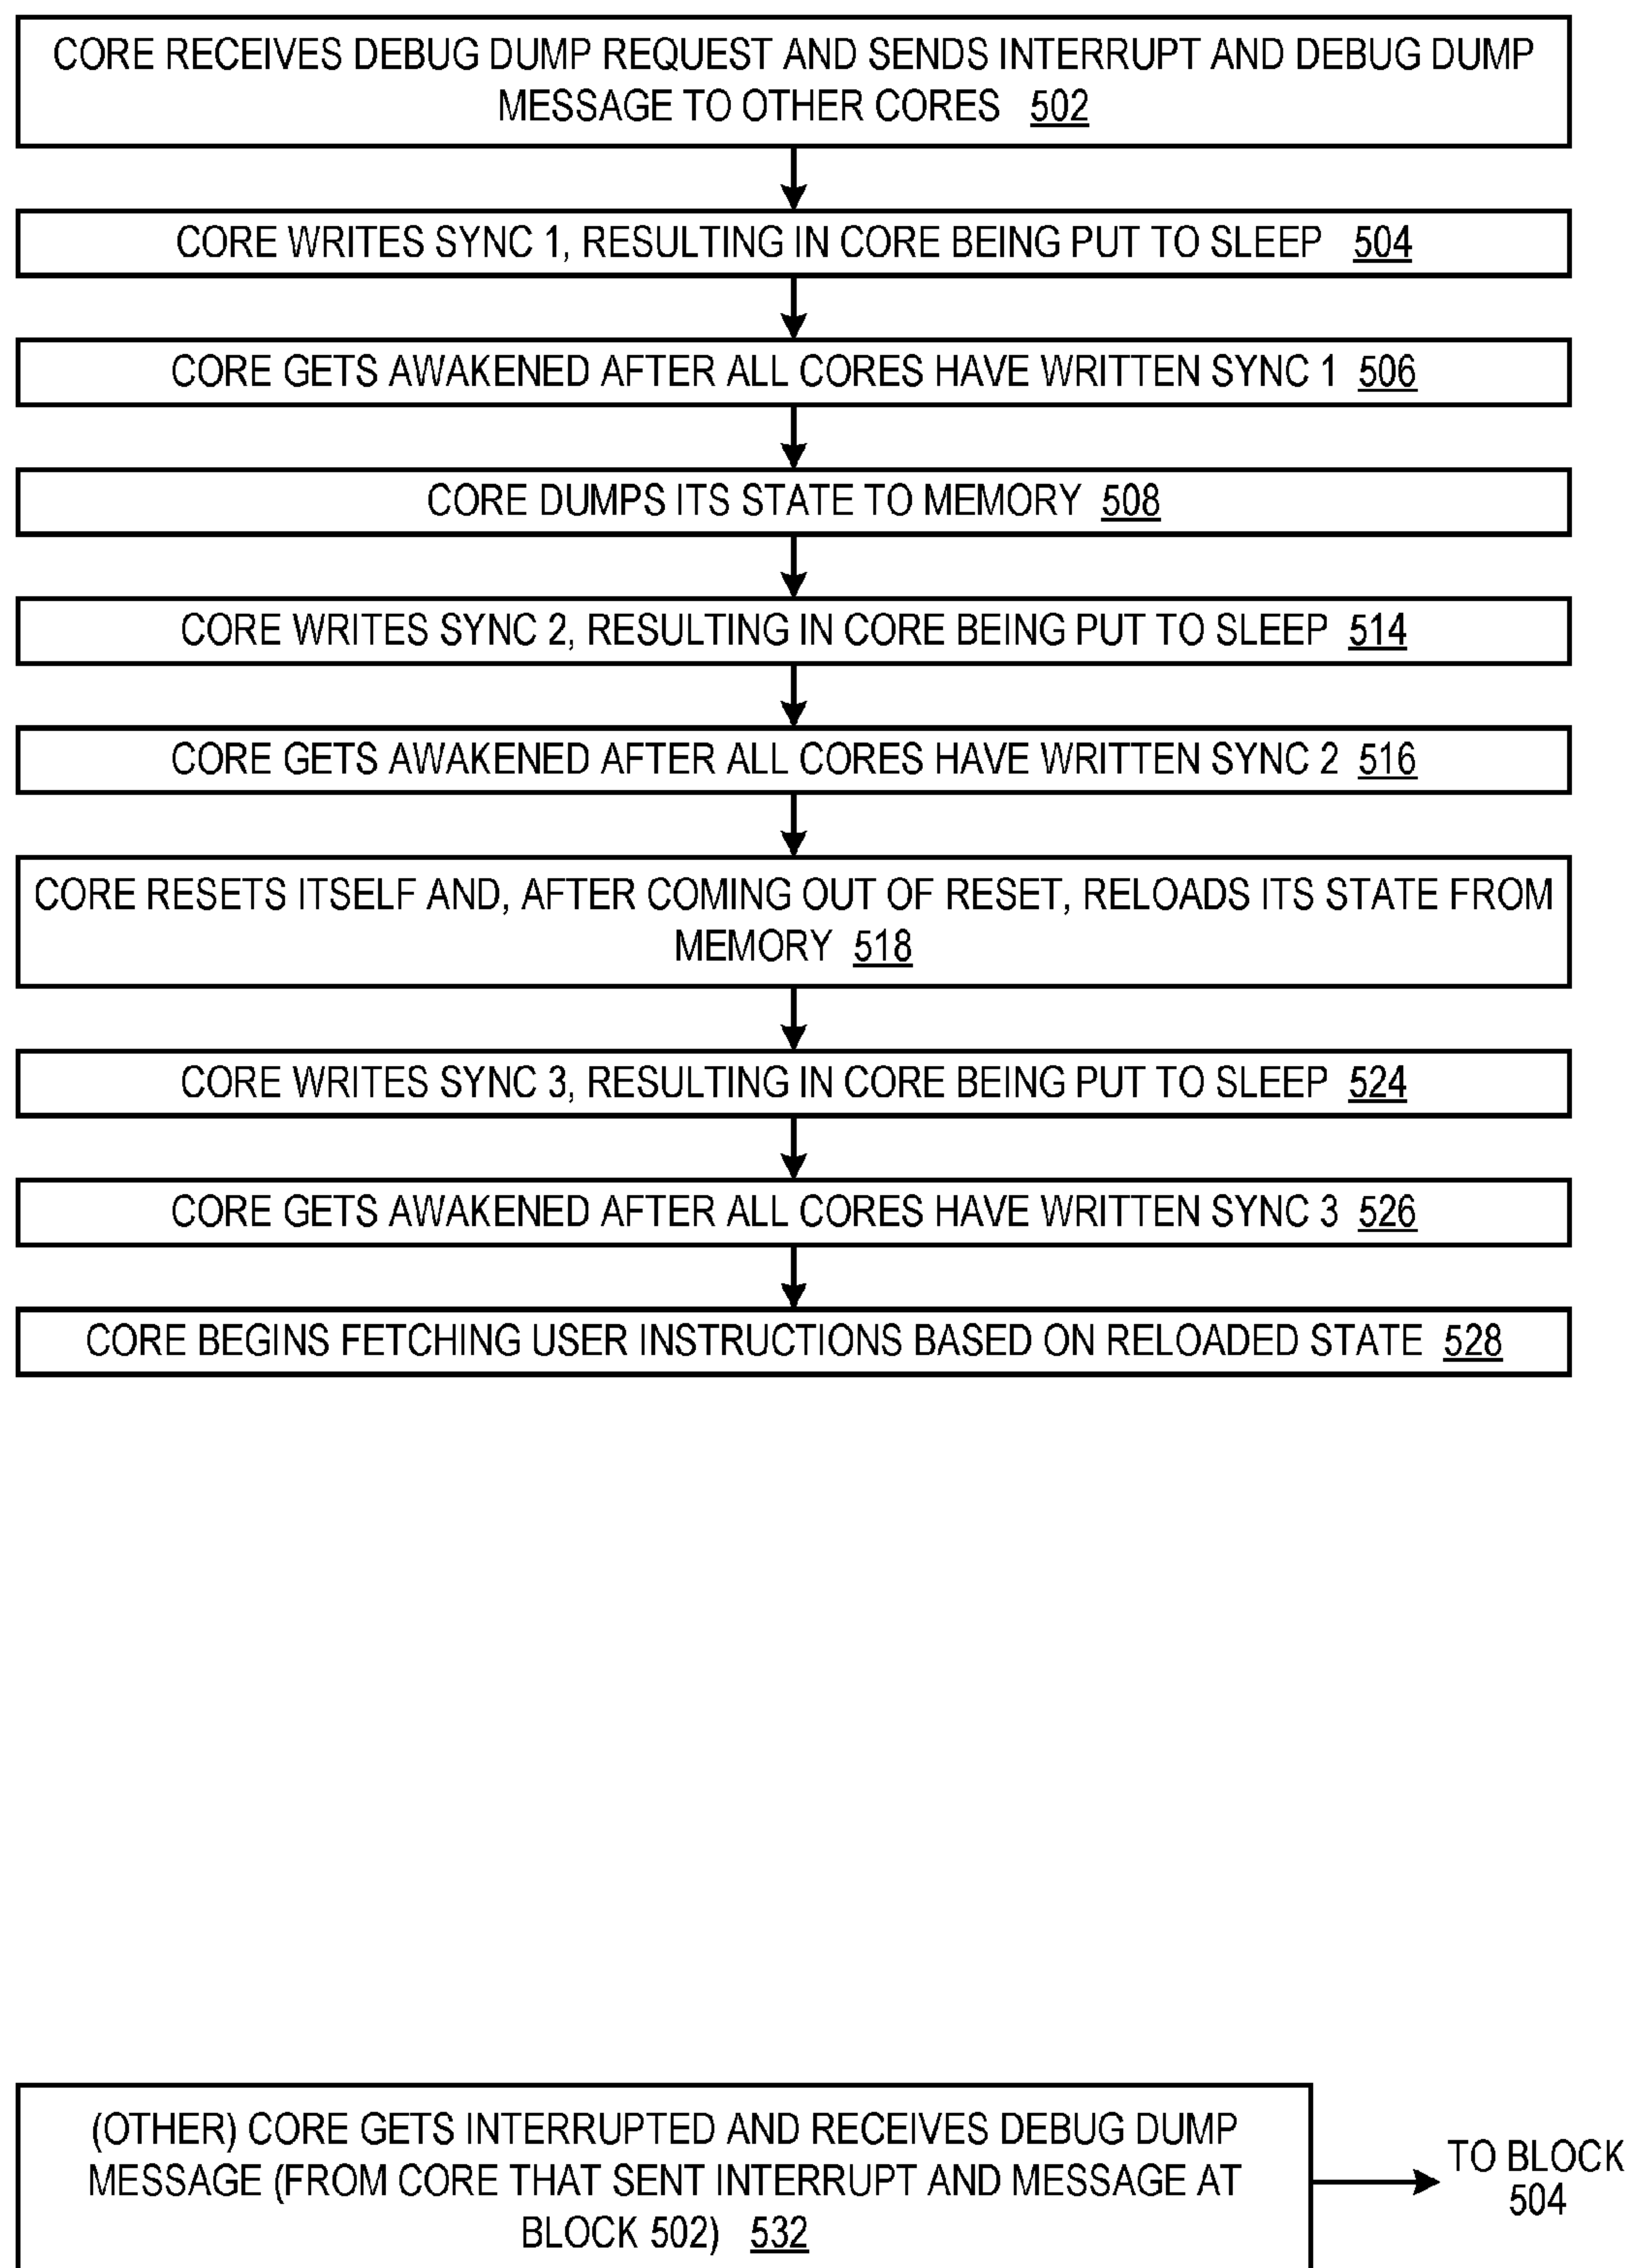 CORE RECEIVES DEBUG DUMP REQUEST AND SENDS INTERRUPT AND DEBUG DUMP
MESSAGE TO OTHER CORES 502
CORE WRITES SYNC 1, RESULTING IN CORE BEING PUT TO SLEEP 504
CORE GETS AWAKENED AFTER ALL CORES HAVE WRITTEN SYNC 1 506
CORE DUMPS ITS STATE TO MEMORY 508
CORE WRITES SYNC 2, RESULTING IN CORE BEING PUT TO SLEEP 514
CORE GETS AWAKENED AFTER ALL CORES HAVE WRITTEN SYNC 2 516
CORE RESETS ITSELF AND, AFTER COMING OUT OF RESET, RELOADS ITS STATE FROM
MEMORY 518
CORE WRITES SYNC 3, RESULTING IN CORE BEING PUT TO SLEEP 524
CORE GETS AWAKENED AFTER ALL CORES HAVE WRITTEN SYNC 3 526
CORE BEGINS FETCHING USER INSTRUCTIONS BASED ON RELOADED STATE 528
(OTHER) CORE GETS INTERRUPTED AND RECEIVES DEBUG DUMP
MESSAGE (FROM CORE THAT SENT INTERRUPT AND MESSAGE AT
BLOCK 502) 532
TO BLOCK
504